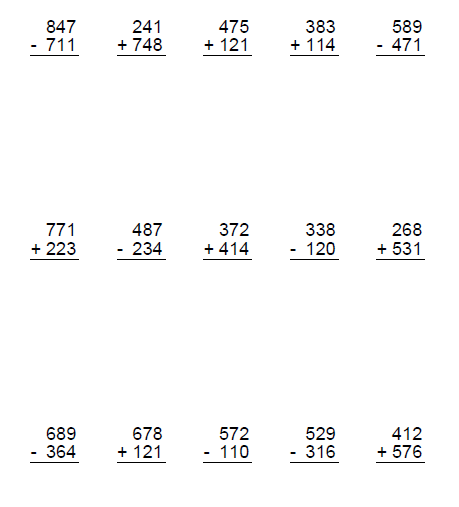 847 241 475 383 589
- 711 + 748 + 121 + 114 - 471
771 487 372 338 268
+ 223 - 234 + 414 - 120 + 531
689 678 572 529 412
- 364 + 121 - 110 - 316 + 576